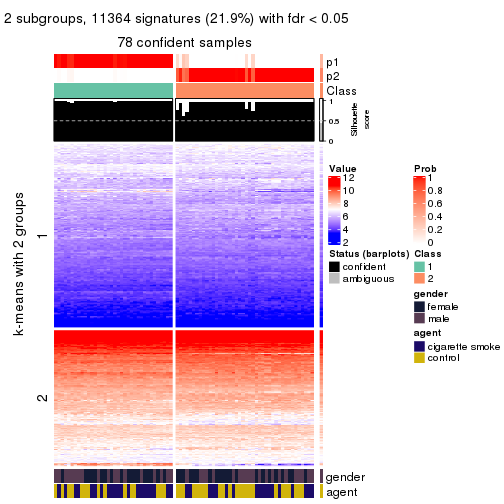 2 subgroups, 11364 signatures (21.9%) with fdr < 0.05
78 confident samples
p1
p2
Class
1
0.5
0
Silhouette
score
k-means with 2 groups
1
2
Value
12
10
8
6
4
2
Prob
1
0.8
0.6
0.4
0.2
0
Status (barplots)
confident
ambiguous
Class
1
2
gender
female
male
agent
cigarette smoke
control
gender
agent